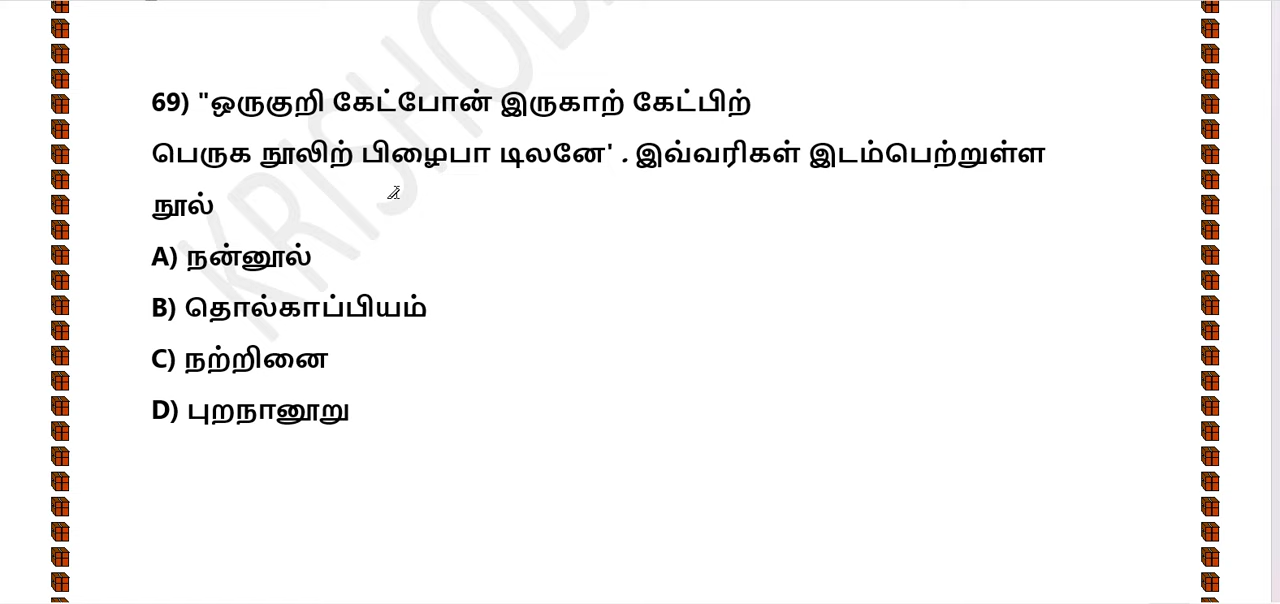 69) "ஒருகுறி கேட்போன் இருகாற் கேட்பிற்
பெருக நூலிற் பிழைபா டிலனே' . இவ்வரிகள் இடம்பெற்றுள்ள
நூல்
A) நன்னூல்
B) தொல்காப்பியம்
C) நற்றினை
D) புறநானூறு